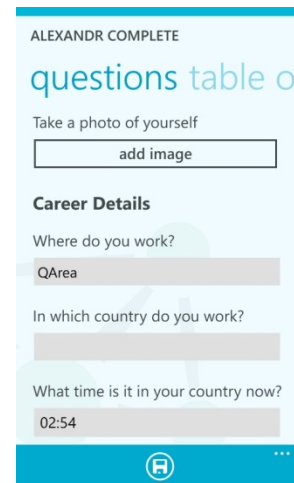 ALEXANDR COMPLETE
questions table o
Take a photo of yourself
add image
Career Details
Where do you work?
QArea
In which country do you work?
What time is it in your country now?
02:54